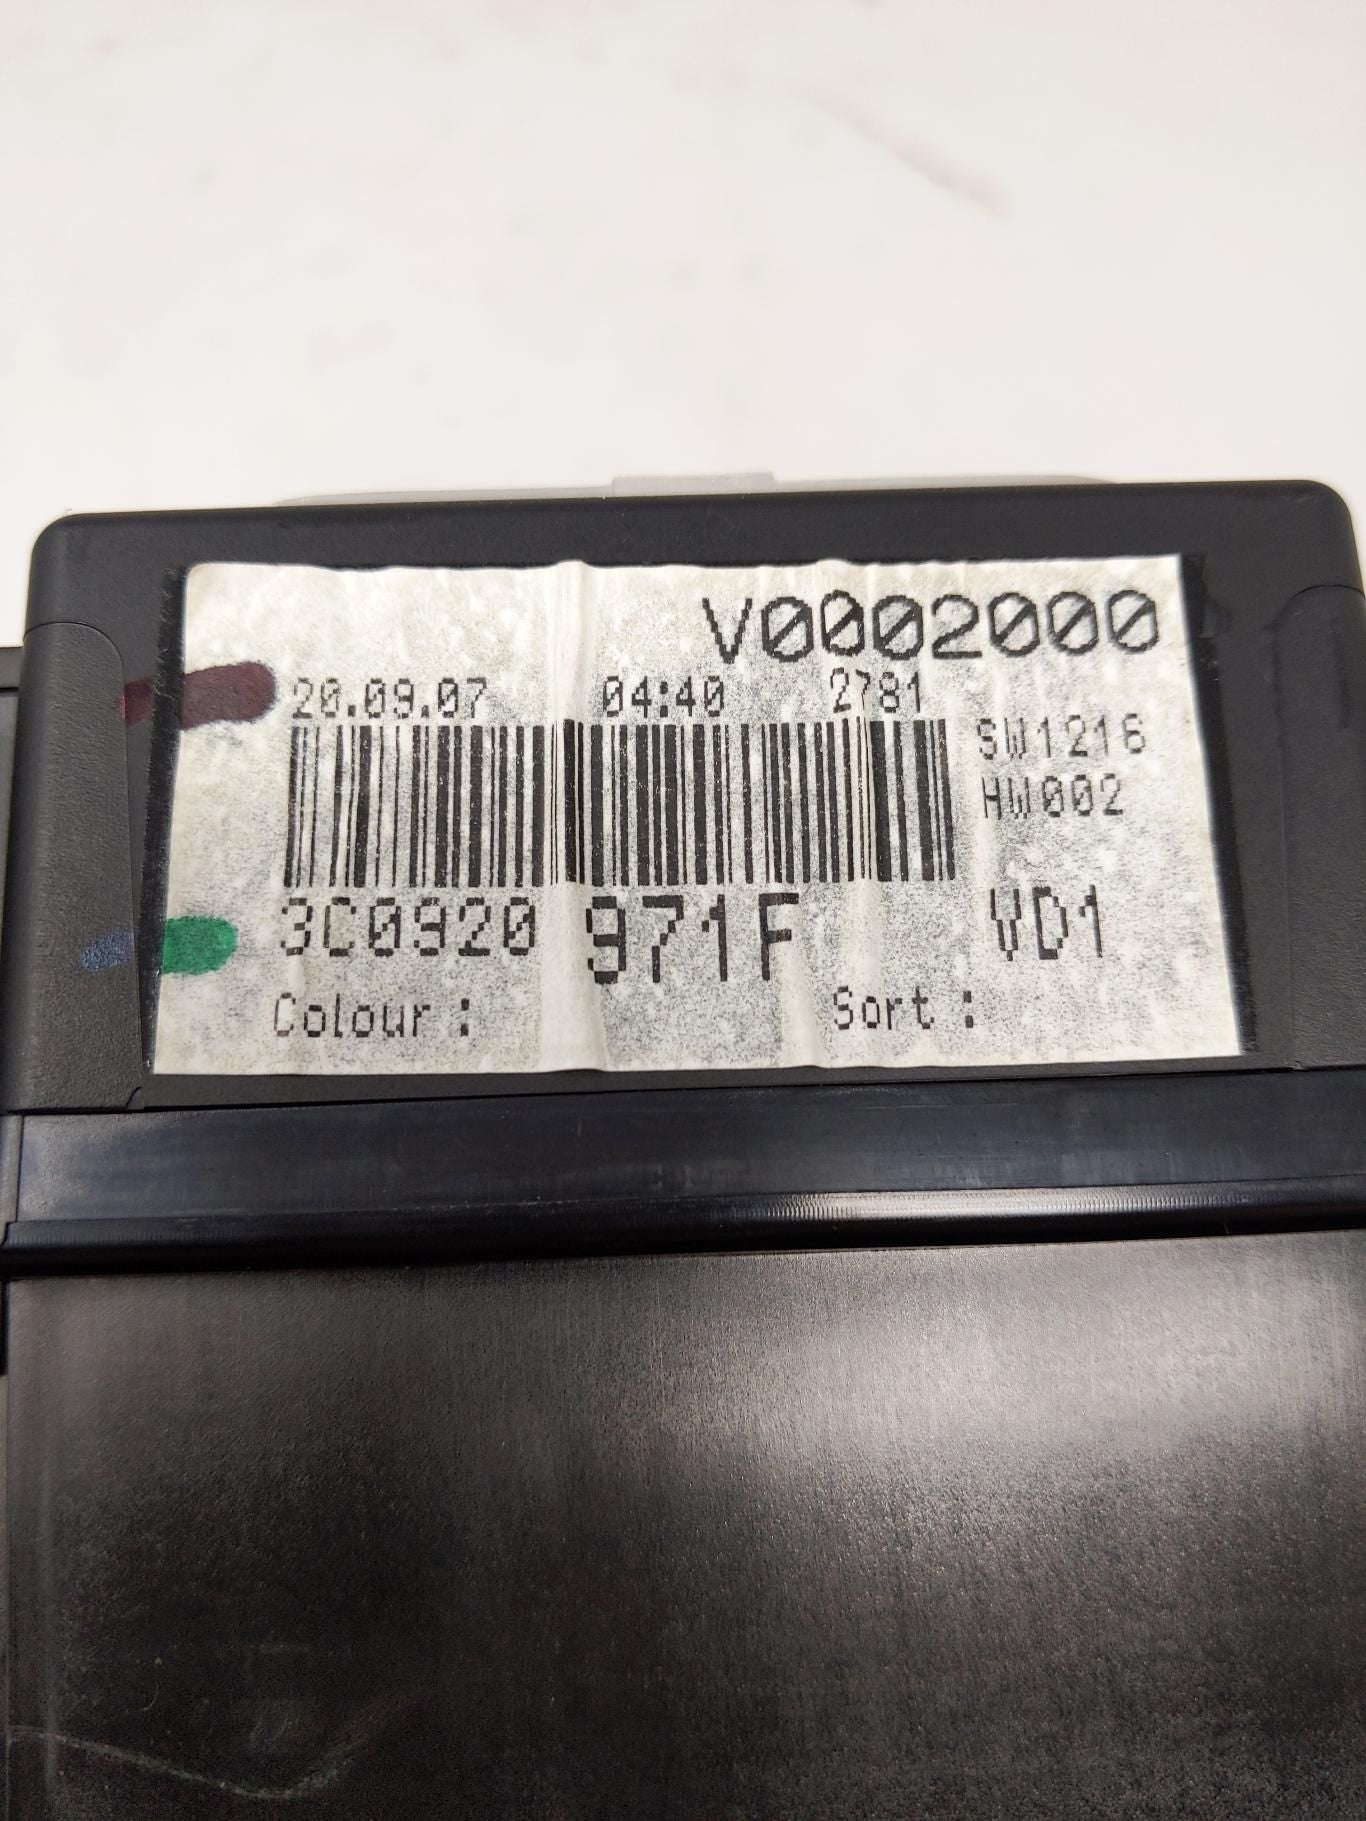 V0002000
20.09.07 04:40 2781
SW1216
HW002
3C0920 971F VD1
Colour : Sort :